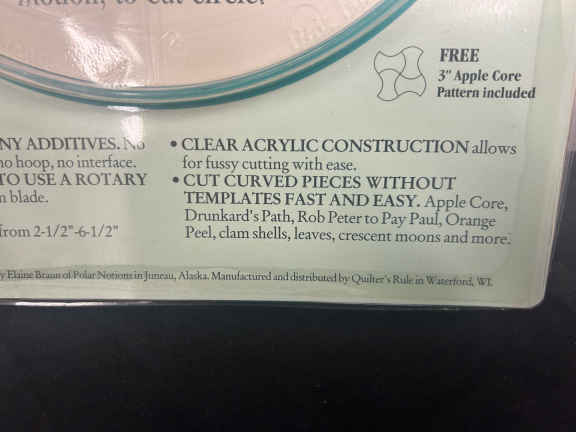 motion, to cut circle.
FREE
3" Apple Core
Pattern included
NY ADDITIVES. No
no hoop, no interface.
TO USE A ROTARY
n blade.
from 2-1/2"-6-1/2"
• CLEAR ACRYLIC CONSTRUCTION allows
for fussy cutting with ease.
• CUT CURVED PIECES WITHOUT
TEMPLATES FAST AND EASY. Apple Core,
Drunkard's Path, Rob Peter to Pay Paul, Orange
Peel, clam shells, leaves, crescent moons and more.
y Elaine Braun of Polar Notions in Juneau, Alaska. Manufactured and distributed by Quilter's Rule in Waterford, WI.